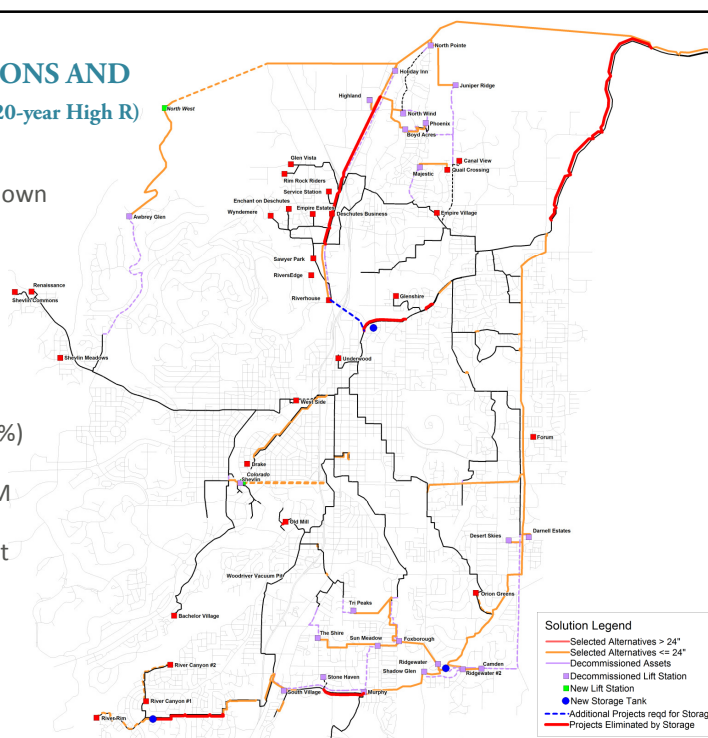 IONS AND
20-year High R)
own
%)
M
t
North Pointe
Holiday Inn
Juniper Ridge
Highland
North West
North Wind
Phoenix
Boyd Acres
Glen Vista
Canal View
Rim Rock Riders
Majestic
Quail Crossing
Service Station
Enchant on Deschutes
Empire Estates
Wyndemere
Deschutes Business
Empire Village
Awbrey Glen
Sawyer Park
RiversEdge
Renaissance
Shevlin Commons
Riverhouse
Glenshire
Shevlin Meadows
Underwood
West Side
Forum
Drake
Colorado
Shevlin
Old Mill
Desert Skies
Darnell Estates
Woodriver Vacuum Pit
Orion Greens
Tri Peaks
Bachelor Village
The Shire
Sun Meadow
Foxborough
River Canyon #2
Ridgewater
Camden
Stone Haven
Shadow Glen
Ridgewater #2
River Canyon #1
South Village
Murphy
River Rim
Solution Legend
Selected Alternatives > 24"
Selected Alternatives <= 24"
Decommissioned Assets
Decommissioned Lift Station
New Lift Station
New Storage Tank
Additional Projects reqd for Storag
Projects Eliminated by Storage